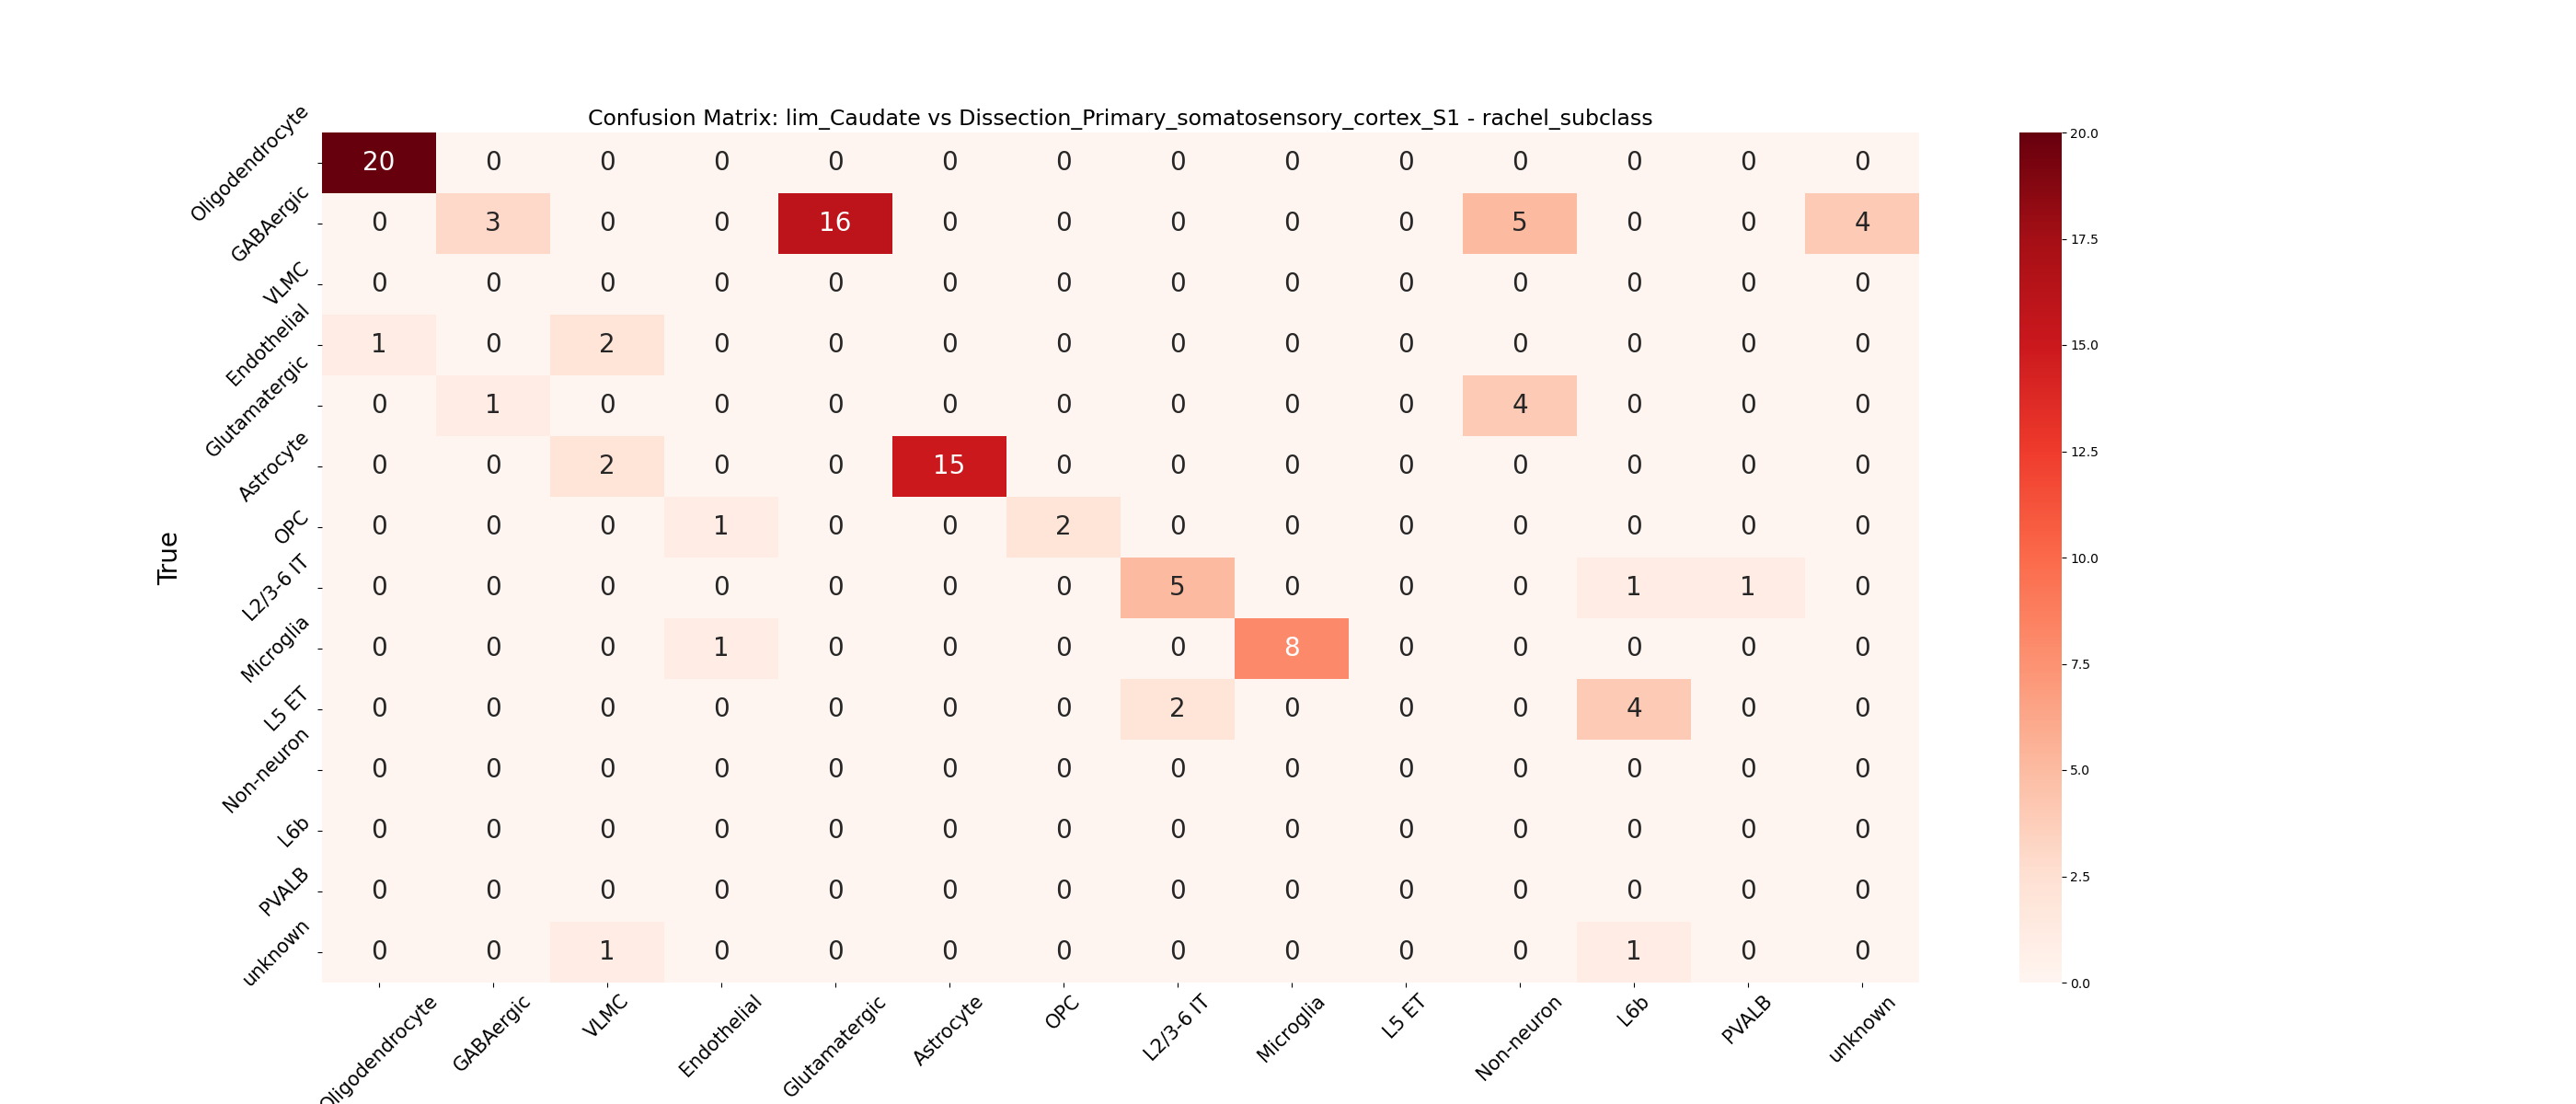 Confusion Matrix: lim_Caudate vs Dissection_Primary_somatosensory_cortex_S1 - rachel_subclass
True
Oligodendrocyte 20 0 0 0 0 0 0 0 0 0 0 0 0 0
GABAergic 0 3 0 0 16 0 0 0 0 0 5 0 0 4
VLMC 0 0 0 0 0 0 0 0 0 0 0 0 0 0
Endothelial 1 0 2 0 0 0 0 0 0 0 0 0 0 0
Glutamatergic 0 1 0 0 0 0 0 0 0 0 4 0 0 0
Astrocyte 0 0 2 0 0 15 0 0 0 0 0 0 0 0
OPC 0 0 0 1 0 0 2 0 0 0 0 0 0 0
L2/3-6 IT 0 0 0 0 0 0 0 5 0 0 0 1 1 0
Microglia 0 0 0 1 0 0 0 0 8 0 0 0 0 0
L5 ET 0 0 0 0 0 0 0 2 0 0 0 4 0 0
Non-neuron 0 0 0 0 0 0 0 0 0 0 0 0 0 0
L6b 0 0 0 0 0 0 0 0 0 0 0 0 0 0
PVALB 0 0 0 0 0 0 0 0 0 0 0 0 0 0
unknown 0 0 1 0 0 0 0 0 0 0 0 1 0 0
Oligodendrocyte GABAergic VLMC Endothelial Glutamatergic Astrocyte OPC L2/3-6 IT Microglia L5 ET Non-neuron L6b PVALB unknown
20.0
17.5
15.0
12.5
10.0
7.5
5.0
2.5
0.0